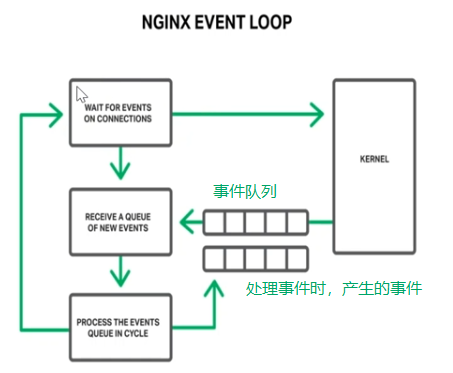 NGINX EVENT LOOP
WAIT FOR EVENTS
ON CONNECTIONS
KERNEL
事件队列
RECEIVE A QUEUE
OF NEW EVENTS
处理事件时，产生的事件
PROCESS THE EVENTS
QUEUE IN CYCLE